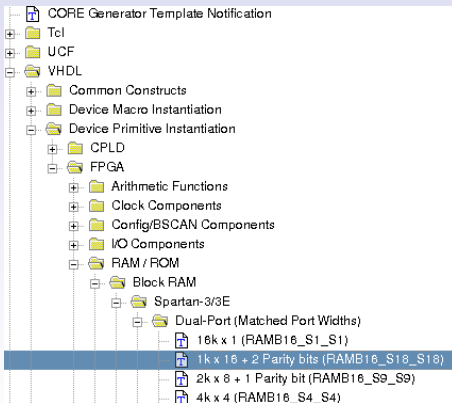 CORE Generator Template Notification
Tcl
UCF
VHDL
Common Constructs
Device Macro Instantiation
Device Primitive Instantiation
CPLD
FPGA
Arithmetic Functions
Clock Components
Config/BSCAN Components
I/O Components
RAM / ROM
Block RAM
Spartan-3/3E
Dual-Port (Matched Port Widths)
16k x 1 (RAMB16_S1_S1)
1k x 16 + 2 Parity bits (RAMB16_S18_S18)
2k x 8 + 1 Parity bit (RAMB16_S9_S9)
4k x 4 (RAMB16_S4_S4)